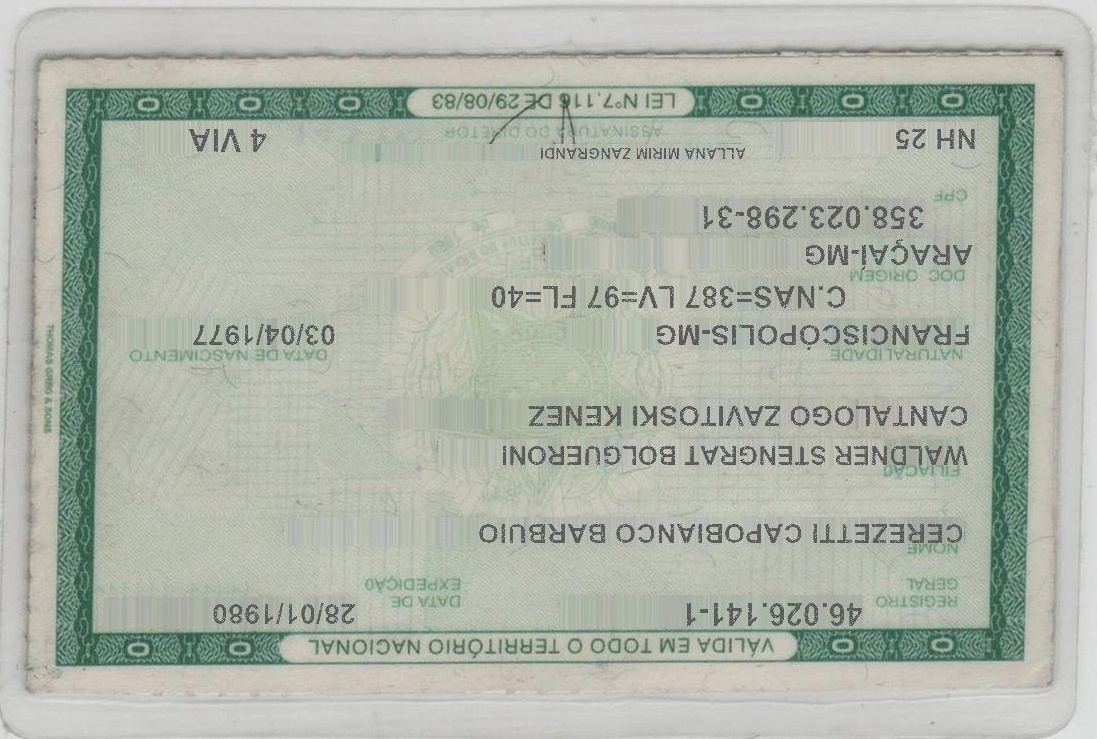 VÁLIDA EM TODO O TERRITÓRIO NACIONAL
REGISTRO GERAL 46.026.141-1 DATA DE EXPEDIÇÃO 28/01/1980
NOME CEREZETTI CAPOBIANCO BARBUIO
FILIAÇÃO WALDNER STENGRAT BOLGUERONI
CANTALOGO ZAVITOSKI KENEZ
NATURALIDADE DATA DE NASCIMENTO
FRANCISCÓPOLIS-MG 03/04/1977
C.NAS=387 LV=97 FL=40
DOC. ORIGEM
ARAÇAÍ-MG
358.023.298-31
CPF
ALLANA MIRIM ZANGRANDI
NH 25 ASSINATURA DO DIRETOR 4 VIA
LEI Nº7.116 DE 29/08/83
THOMAS GREG & SONS